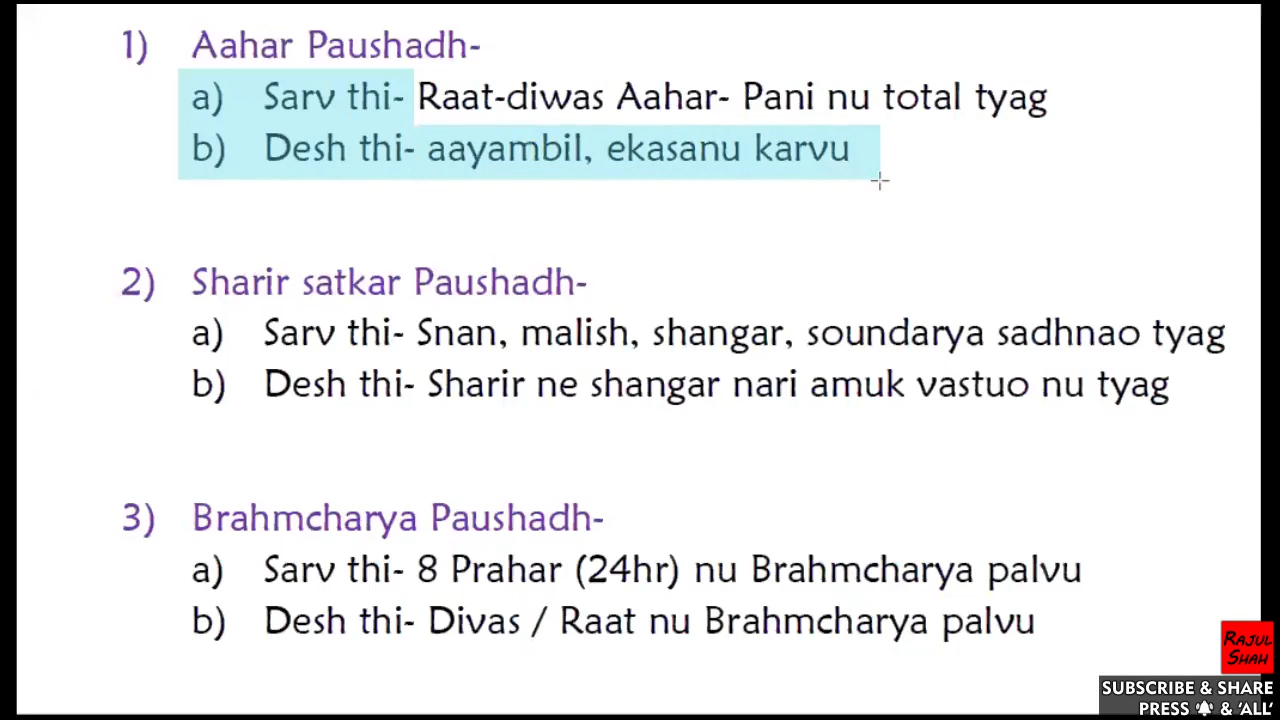 1) Aahar Paushadh-
a) Sarv thi- Raat-diwas Aahar- Pani nu total tyag
b) Desh thi- aayambil, ekasanu karvu
2) Sharir satkar Paushadh-
a) Sarv thi- Snan, malish, shangar, soundarya sadhnao tyag
b) Desh thi- Sharir ne shangar nari amuk vastuo nu tyag
3) Brahmcharya Paushadh-
a) Sarv thi- 8 Prahar (24hr) nu Brahmcharya palvu
b) Desh thi- Divas / Raat nu Brahmcharya palvu
RAJUL
SHAH
SUBSCRIBE & SHARE
PRESS & 'ALL'